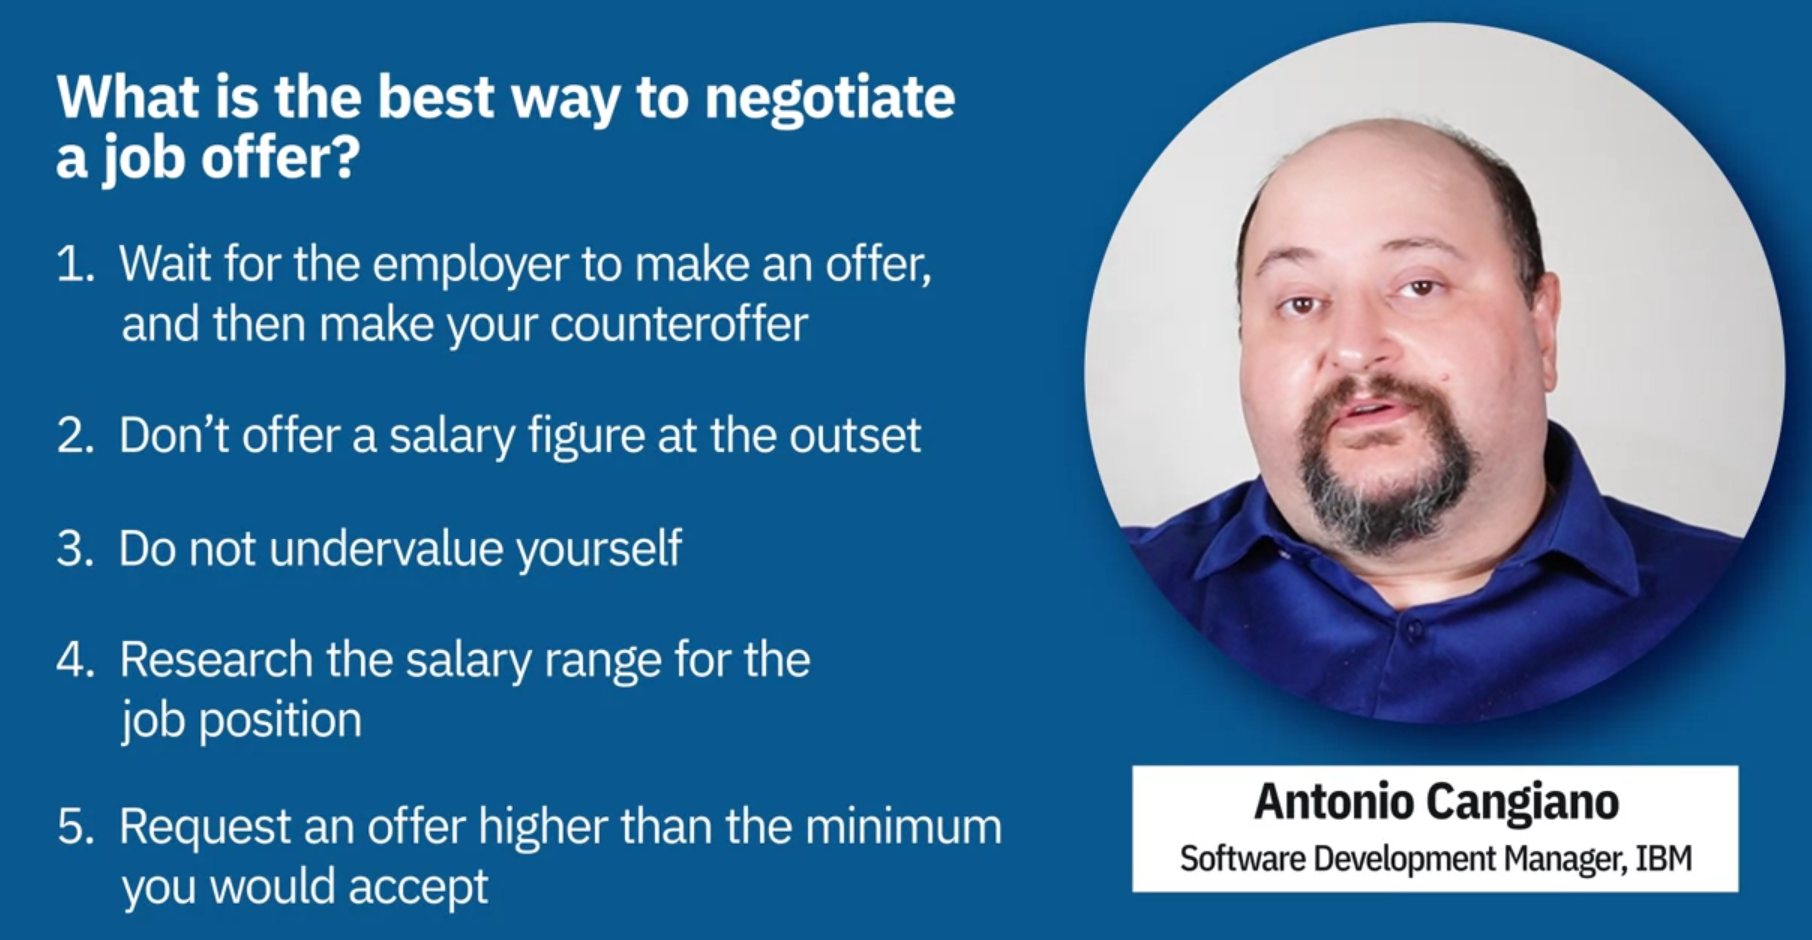 What is the best way to negotiate
a job offer?
1. Wait for the employer to make an offer,
and then make your counteroffer
2. Don’t offer a salary figure at the outset
3. Do not undervalue yourself
4. Research the salary range for the
job position
5. Request an offer higher than the minimum
you would accept
Antonio Cangiano
Software Development Manager, IBM